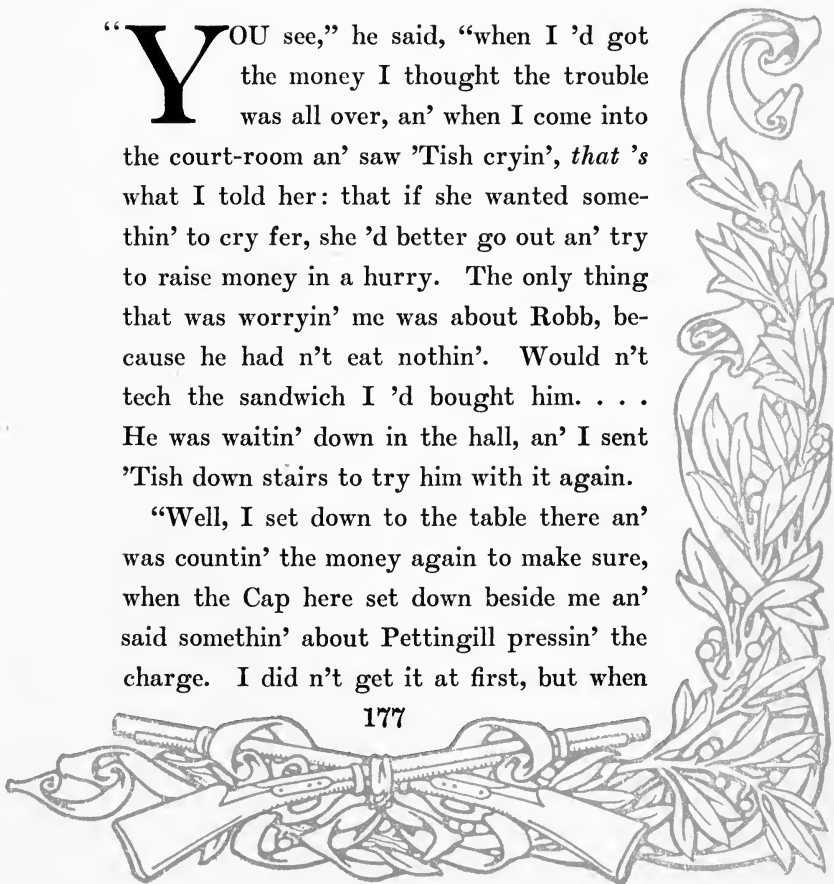 “YOU see,” he said, “when I ’d got
the money I thought the trouble
was all over, an’ when I come into
the court-room an’ saw ’Tish cryin’, that ’s
what I told her: that if she wanted some-
thin’ to cry fer, she ’d better go out an’ try
to raise money in a hurry. The only thing
that was worryin’ me was about Robb, be-
cause he had n’t eat nothin’. Would n’t
tech the sandwich I ’d bought him. . . .
He was waitin’ down in the hall, an’ I sent
’Tish down stairs to try him with it again.
“Well, I set down to the table there an’
was countin’ the money again to make sure,
when the Cap here set down beside me an’
said somethin’ about Pettingill pressin’ the
charge. I did n’t get it at first, but when
177